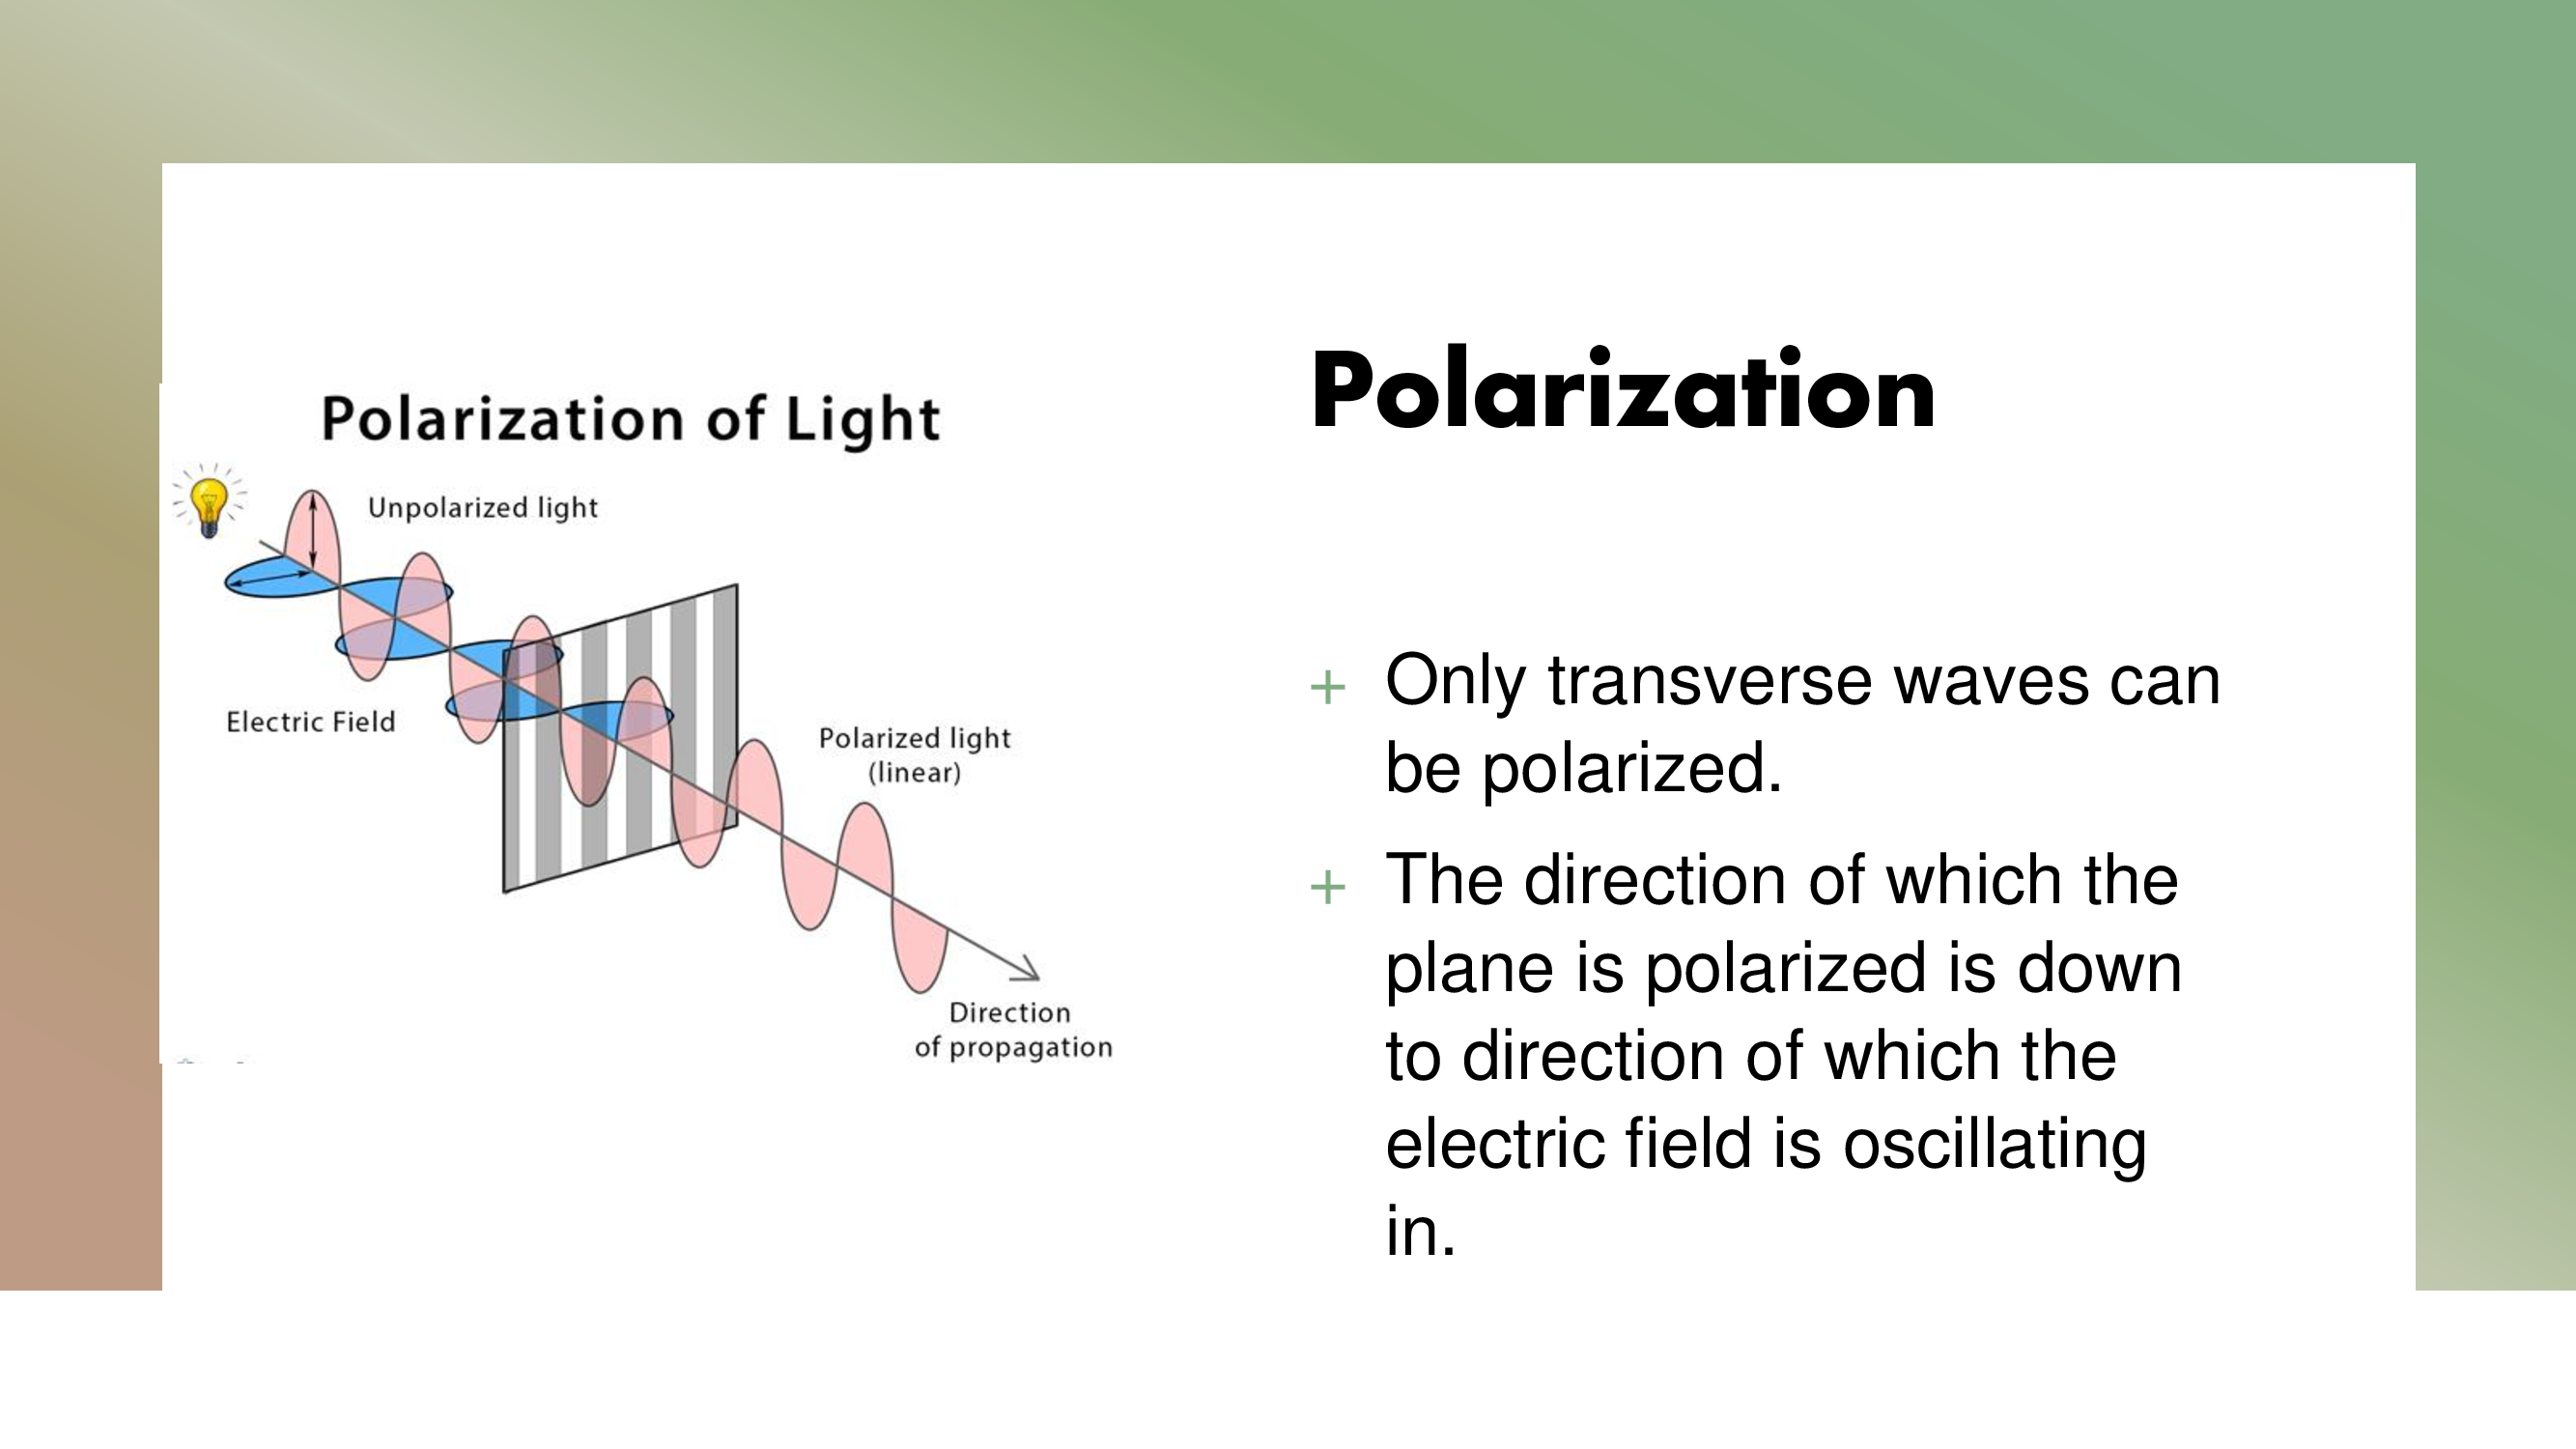 Polarization of Light
Unpolarized light
Electric Field
Polarized light
(linear)
Direction
of propagation
Polarization
+ Only transverse waves can
be polarized.
+ The direction of which the
plane is polarized is down
to direction of which the
electric field is oscillating
in.